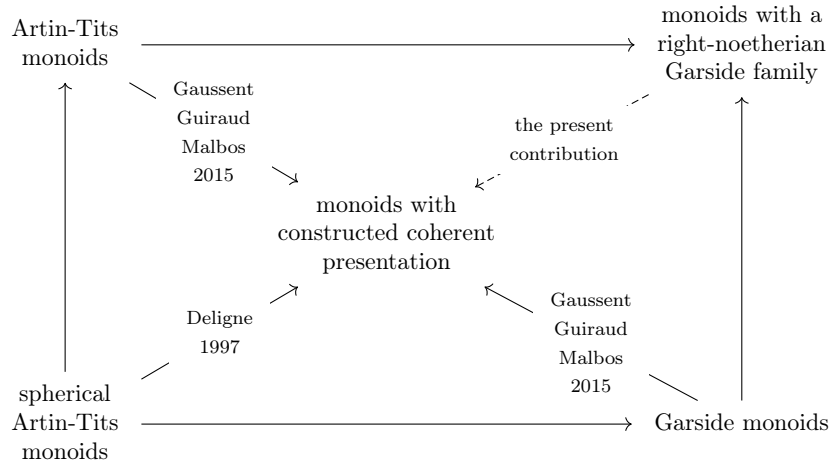 Artin-Tits
monoids
monoids with a
right-noetherian
Garside family
Gaussent
Guiraud
Malbos
2015
the present
contribution
monoids with
constructed coherent
presentation
Deligne
1997
Gaussent
Guiraud
Malbos
2015
spherical
Artin-Tits
monoids
Garside monoids